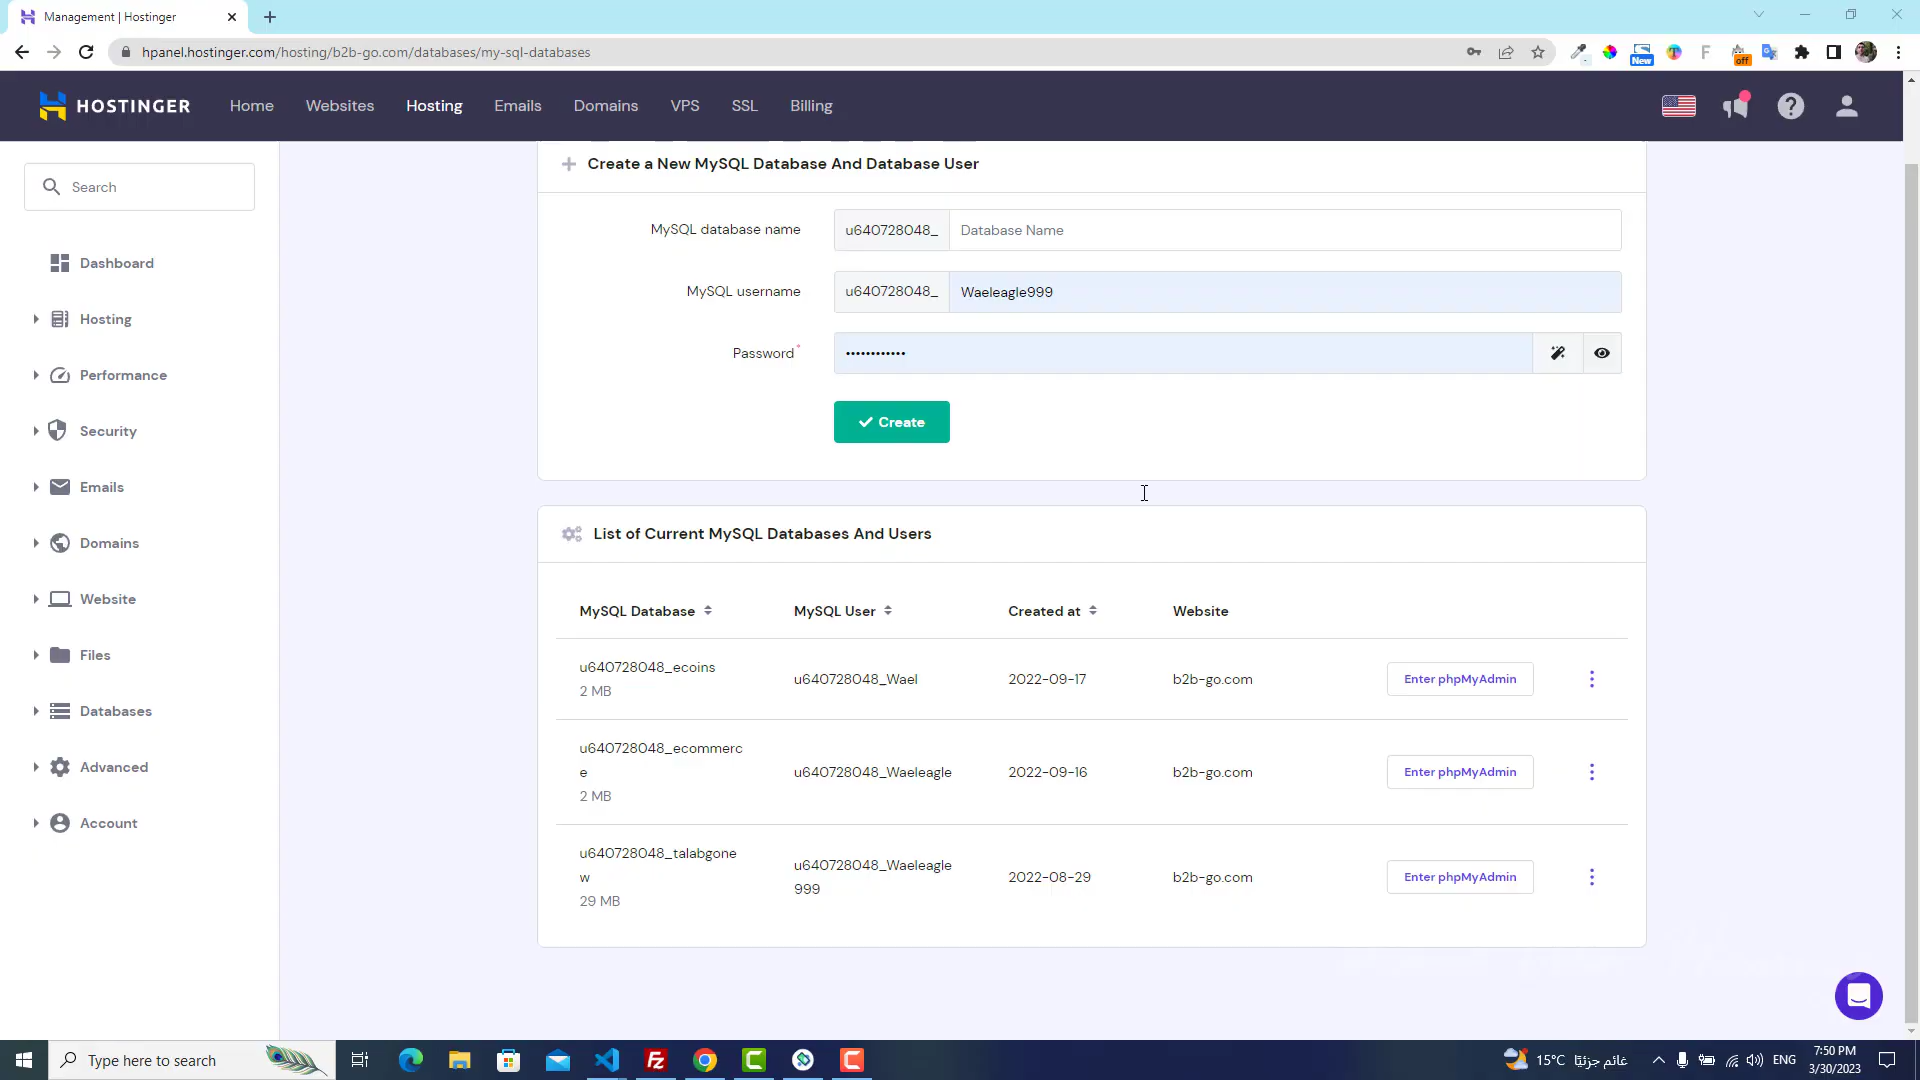 Management | Hostinger
hpanel.hostinger.com/hosting/b2b-go.com/databases/my-sql-databases
New
F
off
HOSTINGER
Home
Websites
Hosting
Emails
Domains
VPS
SSL
Billing
Search
Dashboard
Hosting
Performance
Security
Emails
Domains
Website
Files
Databases
Advanced
Account
Create a New MySQL Database And Database User
MySQL database name
u640728048_
Database Name
MySQL username
u640728048_
Waeleagle999
Password *
••••••••••••
Create
List of Current MySQL Databases And Users
MySQL Database
MySQL User
Created at
Website
u640728048_ecoins
2 MB
u640728048_Wael
2022-09-17
b2b-go.com
Enter phpMyAdmin
u640728048_ecommerc
e
2 MB
u640728048_Waeleagle
2022-09-16
b2b-go.com
Enter phpMyAdmin
u640728048_talabgone
w
29 MB
u640728048_Waeleagle
999
2022-08-29
b2b-go.com
Enter phpMyAdmin
Type here to search
15°C غائم جزئيًا
ENG
7:50 PM
3/30/2023